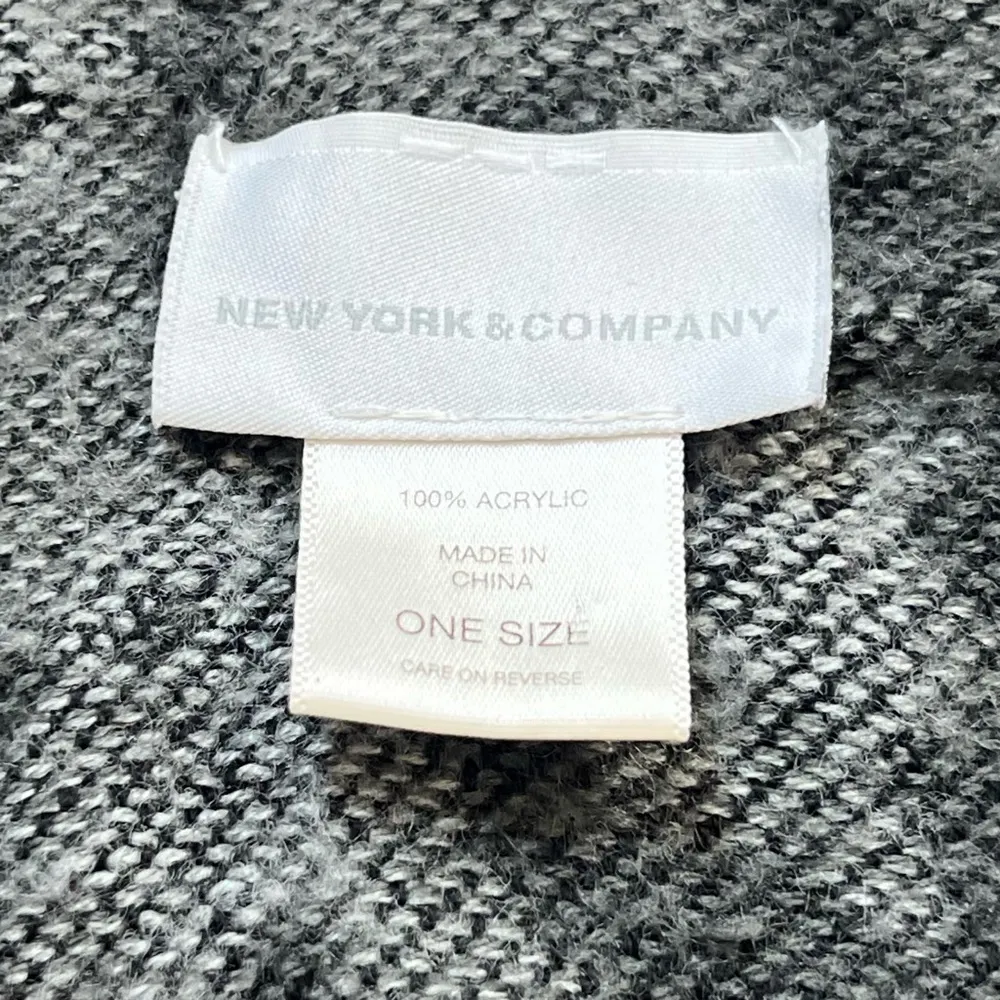 NEW YORK & COMPANY
100% ACRYLIC
MADE IN
CHINA
ONE SIZE
CARE ON REVERSE